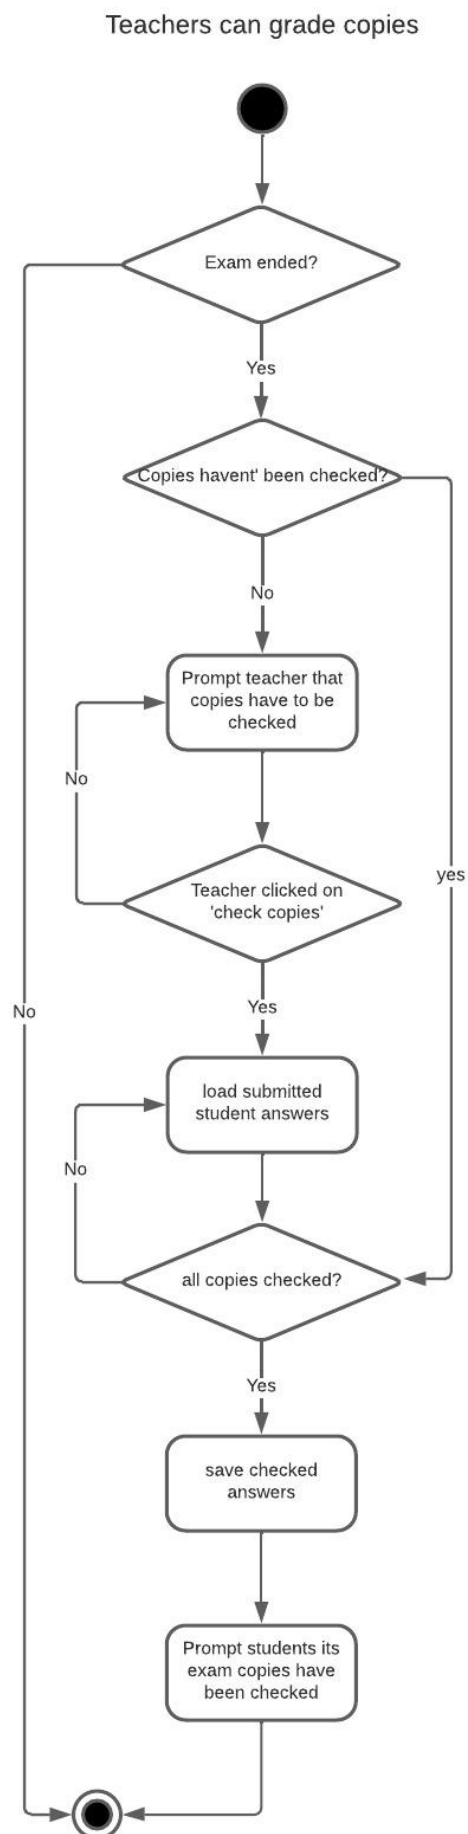 Teachers can grade copies
Exam ended?
Yes
Copies havent' been checked?
No
Prompt teacher that
copies have to be
checked
No
Teacher clicked on
'check copies'
yes
Yes
No
load submitted
student answers
No
all copies checked?
Yes
save checked
answers
Prompt students its
exam copies have
been checked